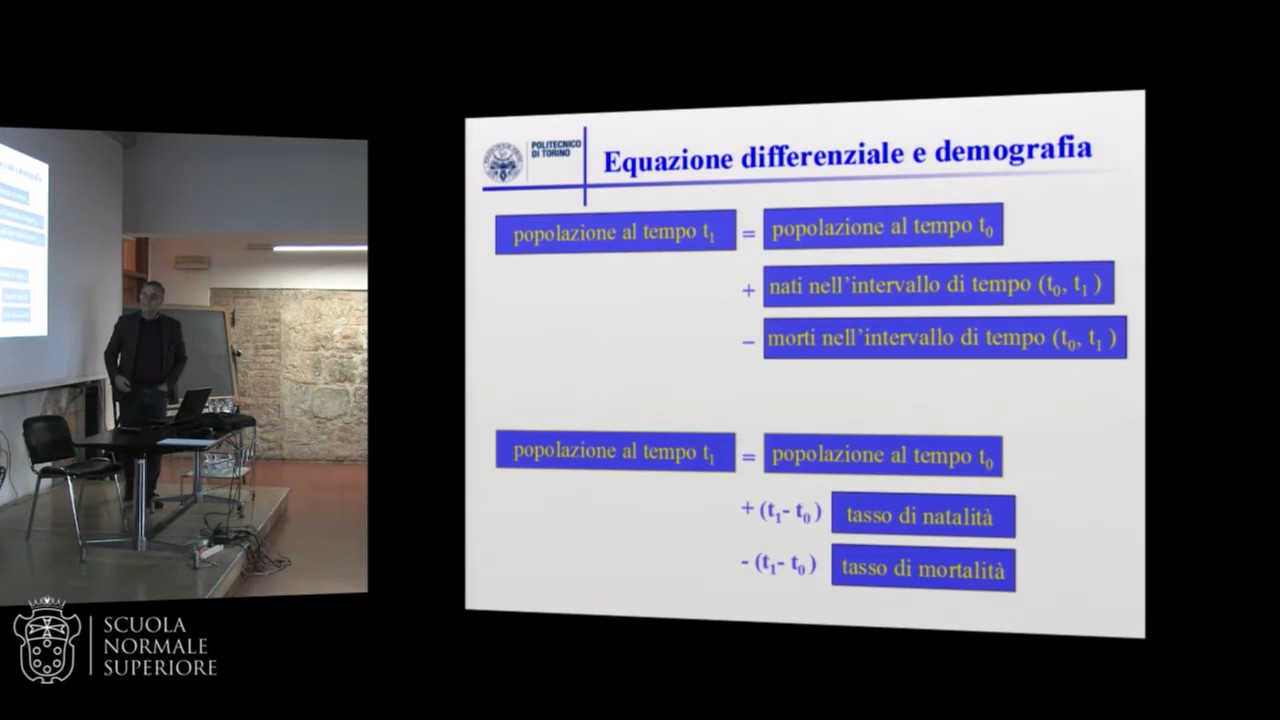 POLITECNICO
DI TORINO
Equazione differenziale e demografia
popolazione al tempo t₁ = popolazione al tempo t₀
+ nati nell'intervallo di tempo (t₀, t₁ )
− morti nell'intervallo di tempo (t₀, t₁ )
popolazione al tempo t₁ = popolazione al tempo t₀
+ (t₁- t₀ ) tasso di natalità
- (t₁- t₀ ) tasso di mortalità
SCUOLA
NORMALE
SUPERIORE